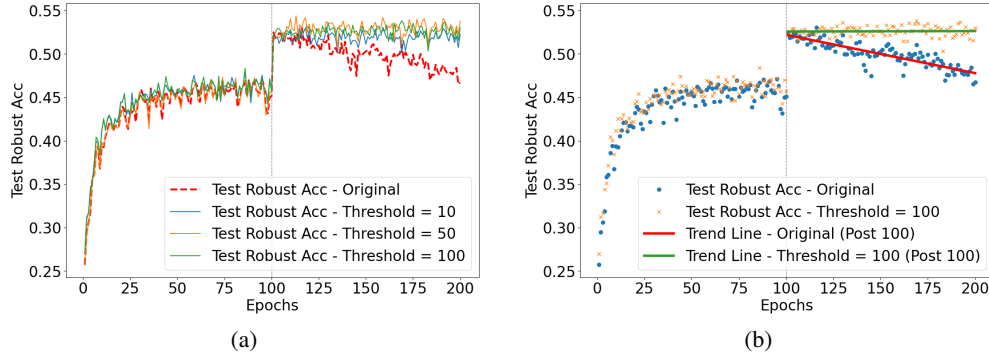 0.55
0.50
0.45
0.40
0.35
0.30
0.25
Test Robust Acc
Test Robust Acc - Original
Test Robust Acc - Threshold = 10
Test Robust Acc - Threshold = 50
Test Robust Acc - Threshold = 100
0 25 50 75 100 125 150 175 200
Epochs
(a)
0.55
0.50
0.45
0.40
0.35
0.30
0.25
Test Robust Acc
Test Robust Acc - Original
Test Robust Acc - Threshold = 100
Trend Line - Original (Post 100)
Trend Line - Threshold = 100 (Post 100)
0 25 50 75 100 125 150 175 200
Epochs
(b)